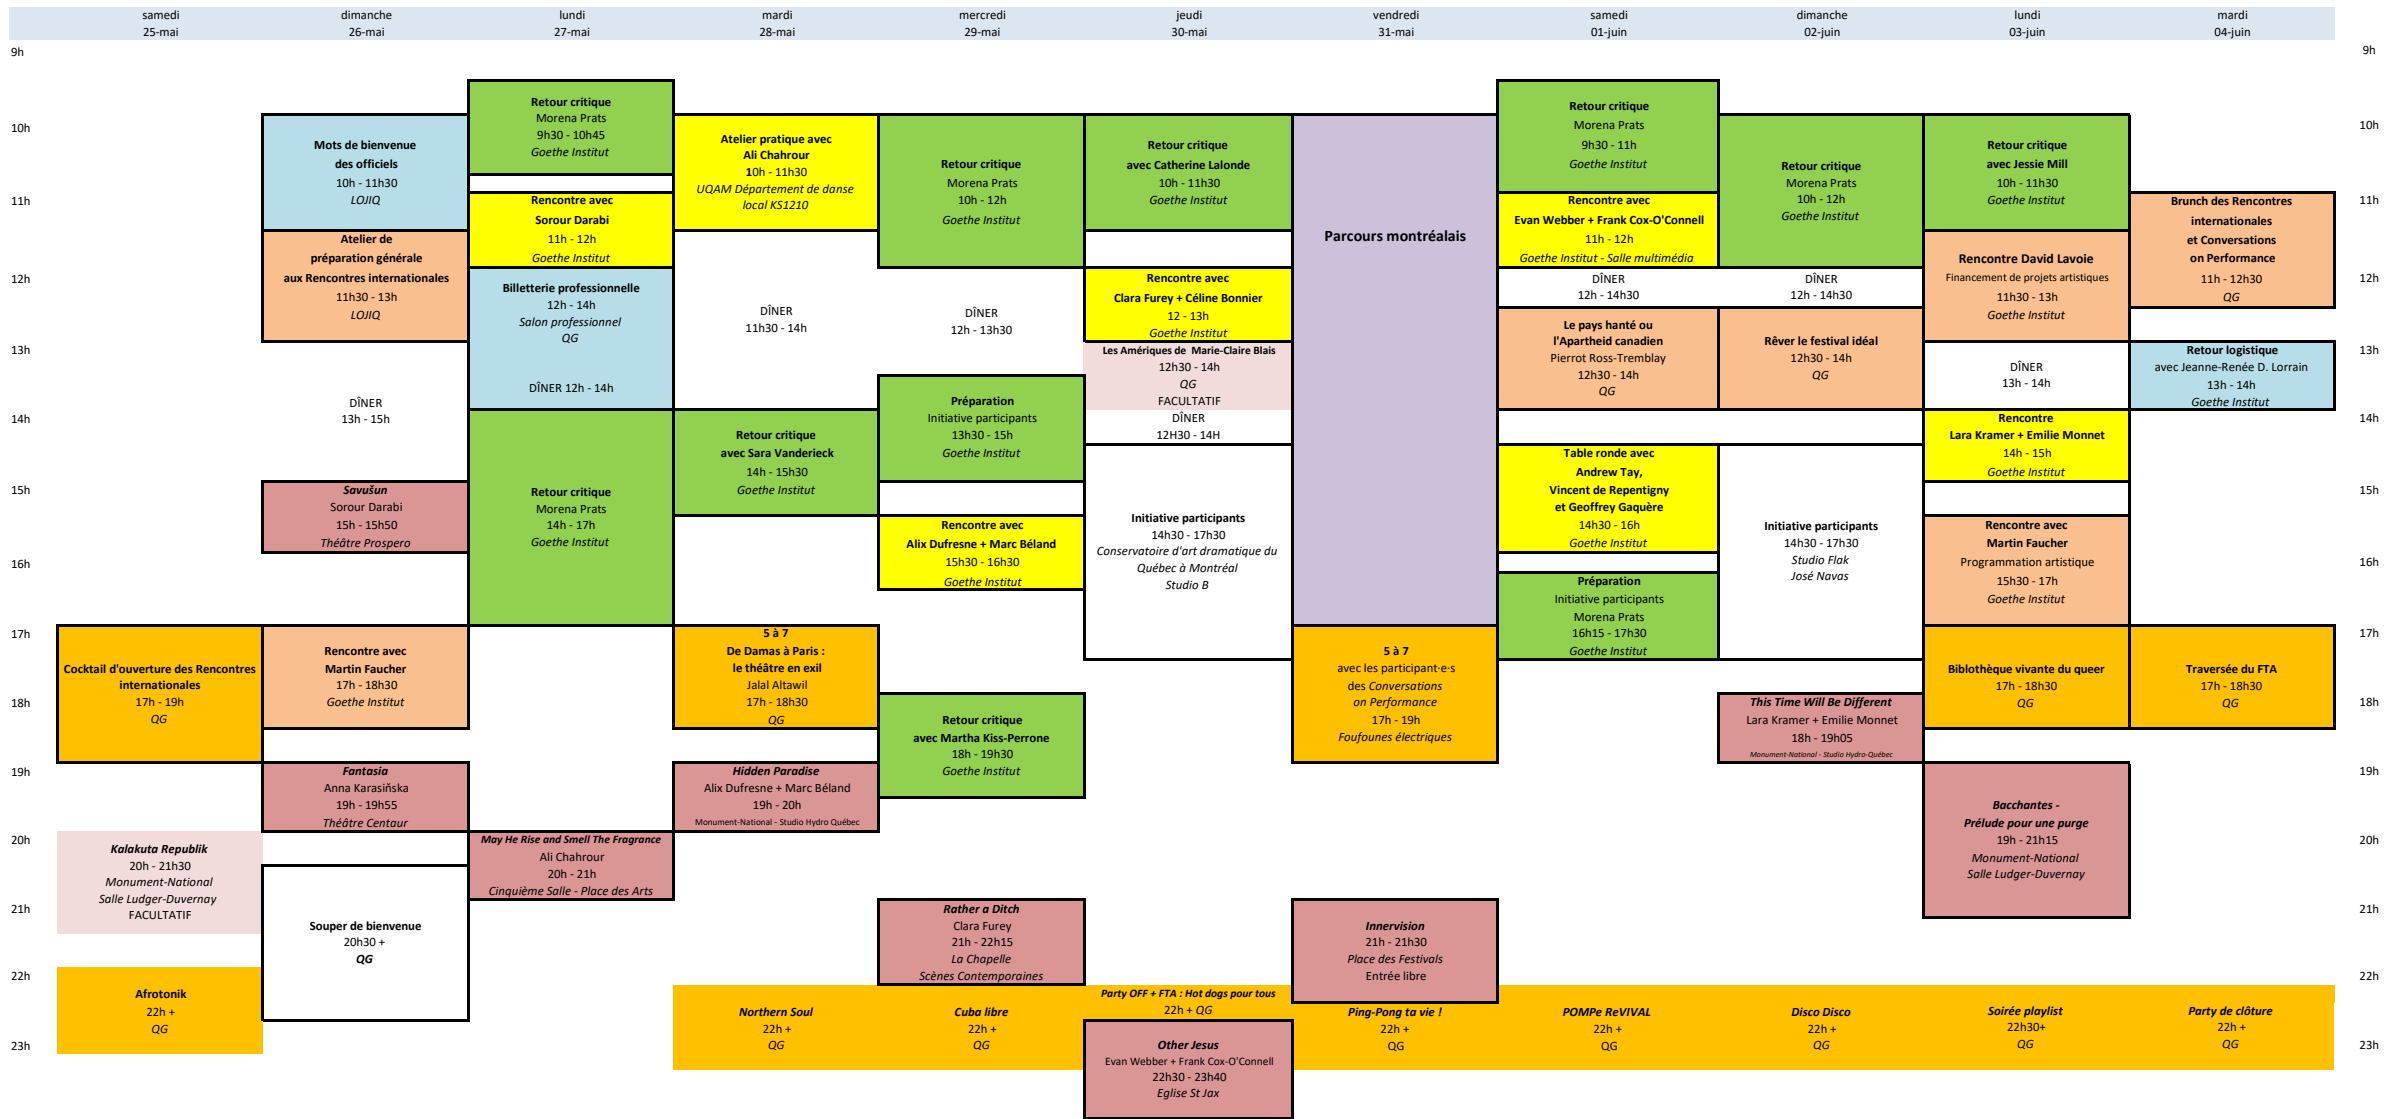 samedi
25-mai
dimanche
26-mai
lundi
27-mai
mardi
28-mai
mercredi
29-mai
jeudi
30-mai
vendredi
31-mai
samedi
01-juin
dimanche
02-juin
lundi
03-juin
mardi
04-juin
9h
10h
11h
12h
13h
14h
15h
16h
17h
18h
19h
20h
21h
22h
23h
Cocktail d'ouverture des Rencontres
internationales
17h - 19h
QG
Kalakuta Republik
20h - 21h30
Monument-National
Salle Ludger-Duvernay
FACULTATIF
Afrotonik
22h +
QG
Mots de bienvenue
des officiels
10h - 11h30
LOJIQ
Atelier de
préparation générale
aux Rencontres internationales
11h30 - 13h
LOJIQ
DÎNER
13h - 15h
Savušun
Sorour Darabi
15h - 15h50
Théâtre Prospero
Rencontre avec
Martin Faucher
17h - 18h30
Goethe Institut
Fantasia
Anna Karasińska
19h - 19h55
Théâtre Centaur
Souper de bienvenue
20h30 +
QG
Retour critique
Morena Prats
9h30 - 10h45
Goethe Institut
Rencontre avec
Sorour Darabi
11h - 12h
Goethe Institut
Billetterie professionnelle
12h - 14h
Salon professionnel
QG
DÎNER 12h - 14h
Retour critique
Morena Prats
14h - 17h
Goethe Institut
May He Rise and Smell The Fragrance
Ali Chahrour
20h - 21h
Cinquième Salle - Place des Arts
Atelier pratique avec
Ali Chahrour
10h - 11h30
UQAM Département de danse
local KS1210
DÎNER
11h30 - 14h
Retour critique
avec Sara Vanderieck
14h - 15h30
Goethe Institut
5 à 7
De Damas à Paris :
le théâtre en exil
Jalal Altawil
17h - 18h30
QG
Hidden Paradise
Alix Dufresne + Marc Béland
19h - 20h
Monument-National - Studio Hydro Québec
Northern Soul
22h +
QG
Retour critique
Morena Prats
10h - 12h
Goethe Institut
DÎNER
12h - 13h30
Préparation
Initiative participants
13h30 - 15h
Goethe Institut
Rencontre avec
Alix Dufresne + Marc Béland
15h30 - 16h30
Goethe Institut
Retour critique
avec Martha Kiss-Perrone
18h - 19h30
Goethe Institut
Rather a Ditch
Clara Furey
21h - 22h15
La Chapelle
Scènes Contemporaines
Cuba libre
22h +
QG
Retour critique
avec Catherine Lalonde
10h - 11h30
Goethe Institut
Rencontre avec
Clara Furey + Céline Bonnier
12 - 13h
Goethe Institut
Les Amériques de  Marie-Claire Blais
12h30 - 14h
QG
FACULTATIF
DÎNER
12H30 - 14H
Initiative participants
14h30 - 17h30
Conservatoire d'art dramatique du
Québec à Montréal
Studio B
Party OFF + FTA : Hot dogs pour tous
22h + QG
Other Jesus
Evan Webber + Frank Cox-O'Connell
22h30 - 23h40
Eglise St Jax
Parcours montréalais
5 à 7
avec les participant·e·s
des Conversations
on Performance
17h - 19h
Foufounes électriques
Innervision
21h - 21h30
Place des Festivals
Entrée libre
Ping-Pong ta vie !
22h +
QG
Retour critique
Morena Prats
9h30 - 11h
Goethe Institut
Rencontre avec
Evan Webber + Frank Cox-O'Connell
11h - 12h
Goethe Institut - Salle multimédia
DÎNER
12h - 14h30
Le pays hanté ou
l'Apartheid canadien
Pierrot Ross-Tremblay
12h30 - 14h
QG
Table ronde avec
Andrew Tay,
Vincent de Repentigny
et Geoffrey Gaquère
14h30 - 16h
Goethe Institut
Préparation
Initiative participants
Morena Prats
16h15 - 17h30
Goethe Institut
POMPe ReVIVAL
22h +
QG
Retour critique
Morena Prats
10h - 12h
Goethe Institut
DÎNER
12h - 14h30
Rêver le festival idéal
12h30 - 14h
QG
Initiative participants
14h30 - 17h30
Studio Flak
José Navas
This Time Will Be Different
Lara Kramer + Emilie Monnet
18h - 19h05
Monument-National - Studio Hydro-Québec
Disco Disco
22h +
QG
Retour critique
avec Jessie Mill
10h - 11h30
Goethe Institut
Rencontre David Lavoie
Financement de projets artistiques
11h30 - 13h
Goethe Institut
DÎNER
13h - 14h
Rencontre
Lara Kramer + Emilie Monnet
14h - 15h
Goethe Institut
Rencontre avec
Martin Faucher
Programmation artistique
15h30 - 17h
Goethe Institut
Biblothèque vivante du queer
17h - 18h30
QG
Bacchantes -
Prélude pour une purge
19h - 21h15
Monument-National
Salle Ludger-Duvernay
Soirée playlist
22h30+
QG
Brunch des Rencontres
internationales
et Conversations
on Performance
11h - 12h30
QG
Retour logistique
avec Jeanne-Renée D. Lorrain
13h - 14h
Goethe Institut
Traversée du FTA
17h - 18h30
QG
Party de clôture
22h +
QG
9h
10h
11h
12h
13h
14h
15h
16h
17h
18h
19h
20h
21h
22h
23h